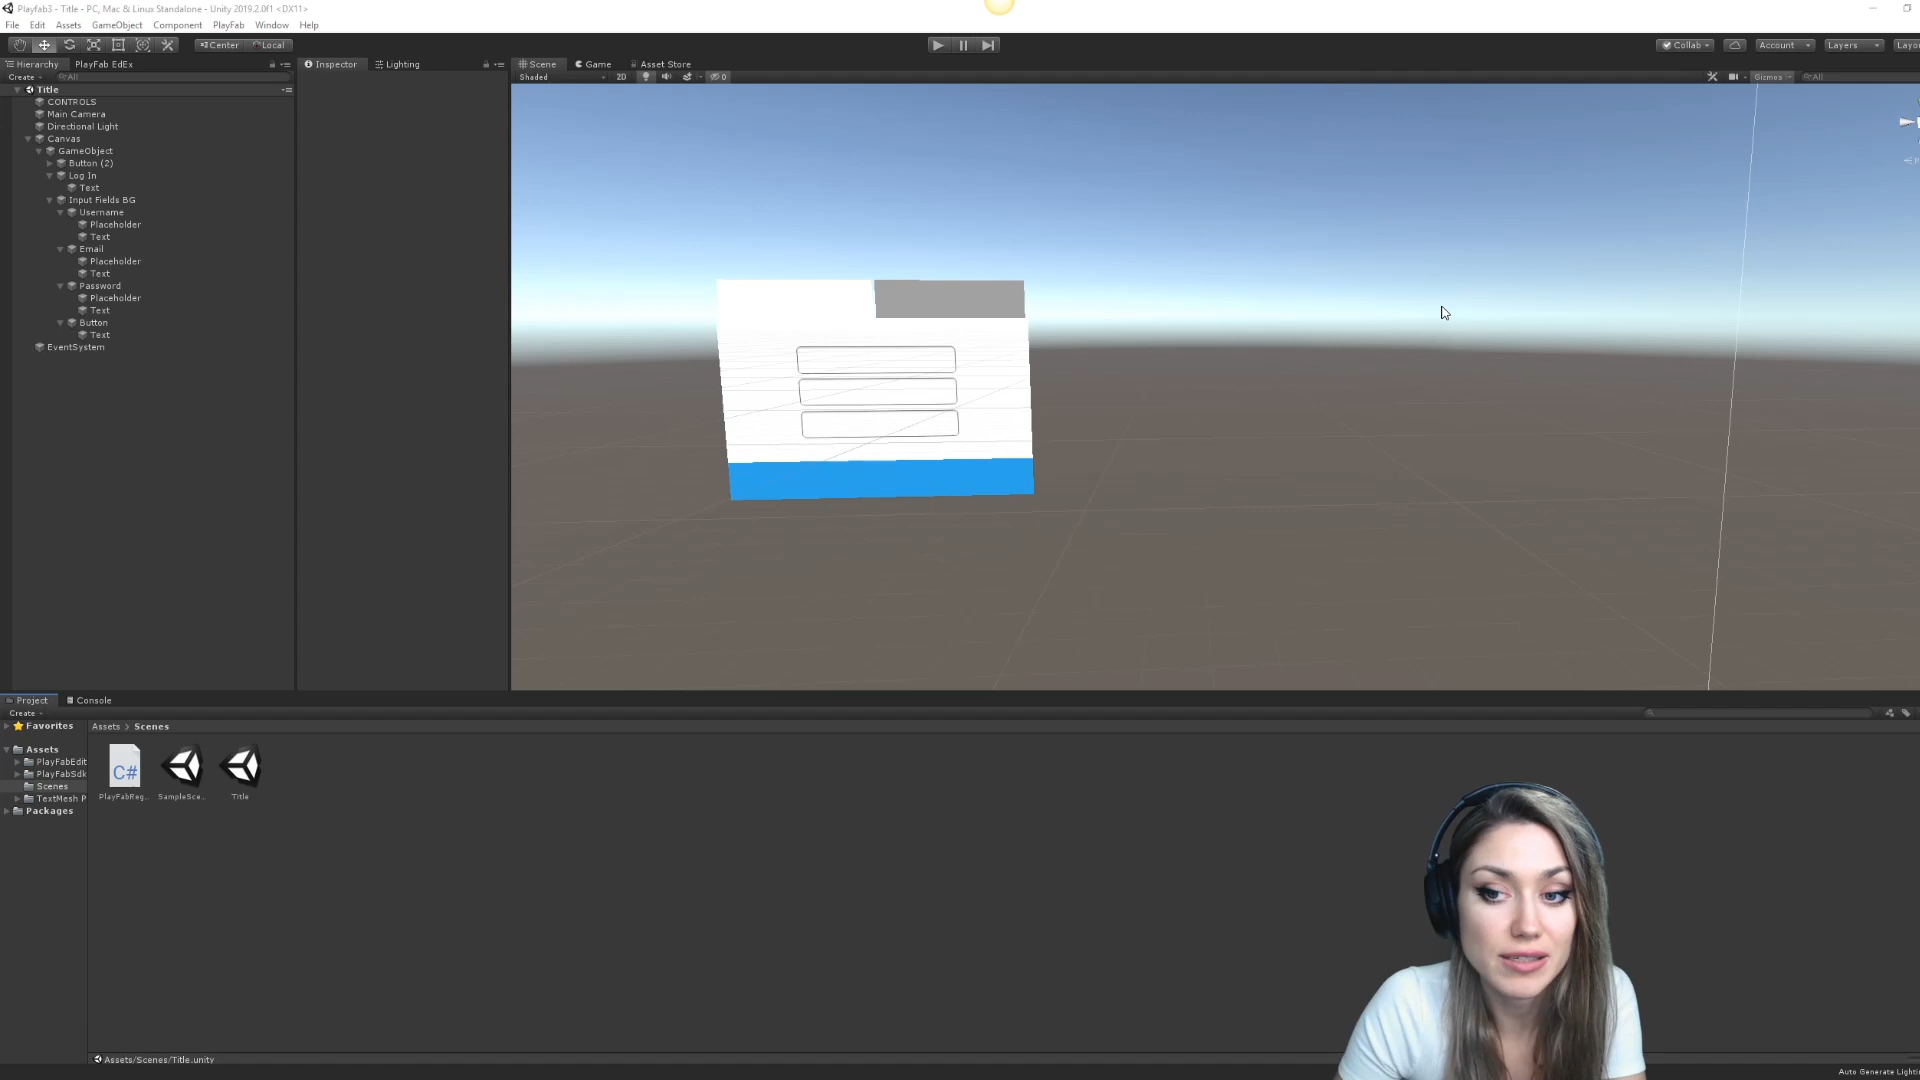 Playfab3 - Title - PC, Mac & Linux Standalone - Unity 2019.2.0f1 <DX11>
File Edit Assets GameObject Component PlayFab Window Help
Center Local
Collab Account Layers Layo
Hierarchy PlayFab EdEx
Inspector Lighting
Scene Game Asset Store
Create All
Shaded 2D 0 Gizmos All
Title
CONTROLS
Main Camera
Directional Light
Canvas
GameObject
Button (2)
Log In
Text
Input Fields BG
Username
Placeholder
Text
Email
Placeholder
Text
Password
Placeholder
Text
Button
Text
EventSystem
Project Console
Create
Favorites
Assets > Scenes
Assets
PlayFabEdit
PlayFabSdk
Scenes
TextMesh P
Packages
C#
PlayFabReg... SampleSce... Title
Assets/Scenes/Title.unity
Auto Generate Lighti